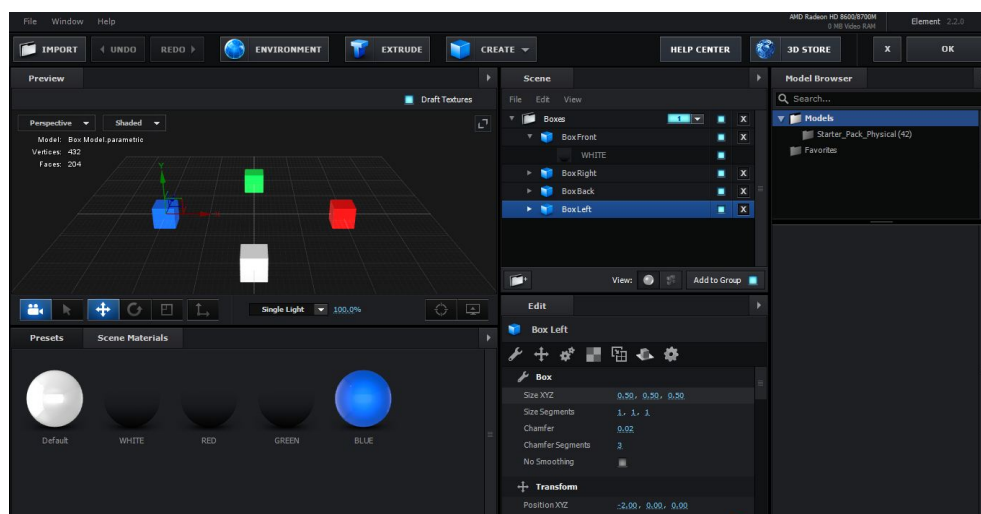 File Window Help
AMD Radeon HD 8600/8700M
0 MB Video RAM
Element 2.2.0
IMPORT
UNDO
REDO
ENVIRONMENT
EXTRUDE
CREATE
HELP CENTER
3D STORE
X
OK
Preview
Draft Textures
Perspective
Shaded
Model: Box Model.parametric
Vertices: 432
Faces: 204
Y
Single Light
100.0%
Presets
Scene Materials
Default
WHITE
RED
GREEN
BLUE
Scene
File Edit View
Boxes
1
X
Box Front
X
WHITE
Box Right
X
Box Back
X
Box Left
X
View:
Add to Group
Edit
Box Left
Box
Size XYZ 0.50, 0.50, 0.50
Size Segments 1, 1, 1
Chamfer 0.02
Chamfer Segments 3
No Smoothing
Transform
Position XYZ -2.00, 0.00, 0.00
Model Browser
Search...
Models
Starter_Pack_Physical (42)
Favorites